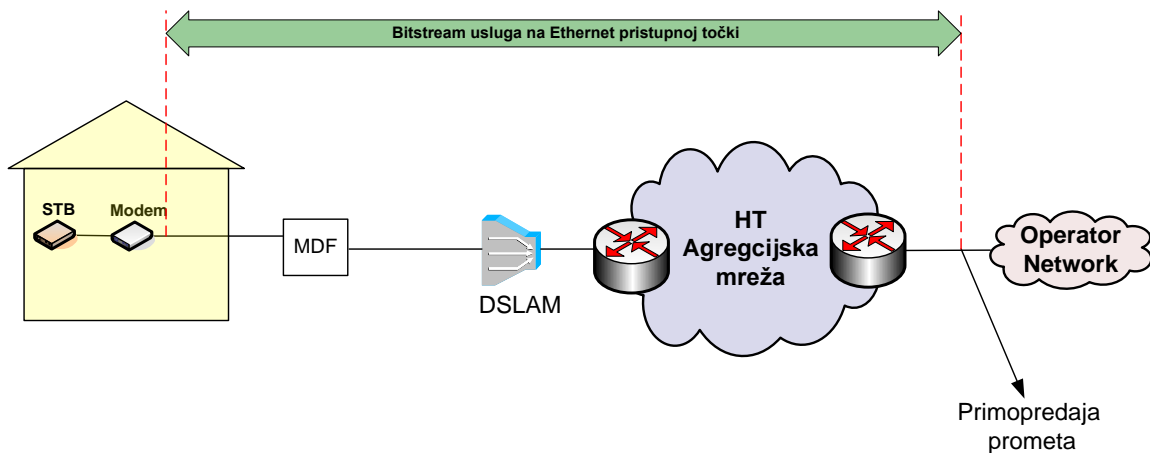 Bitstream usluga na Ethernet pristupnoj točki
STB
Modem
MDF
DSLAM
HT
Agregcijska
mreža
Operator
Network
Primopredaja
prometa